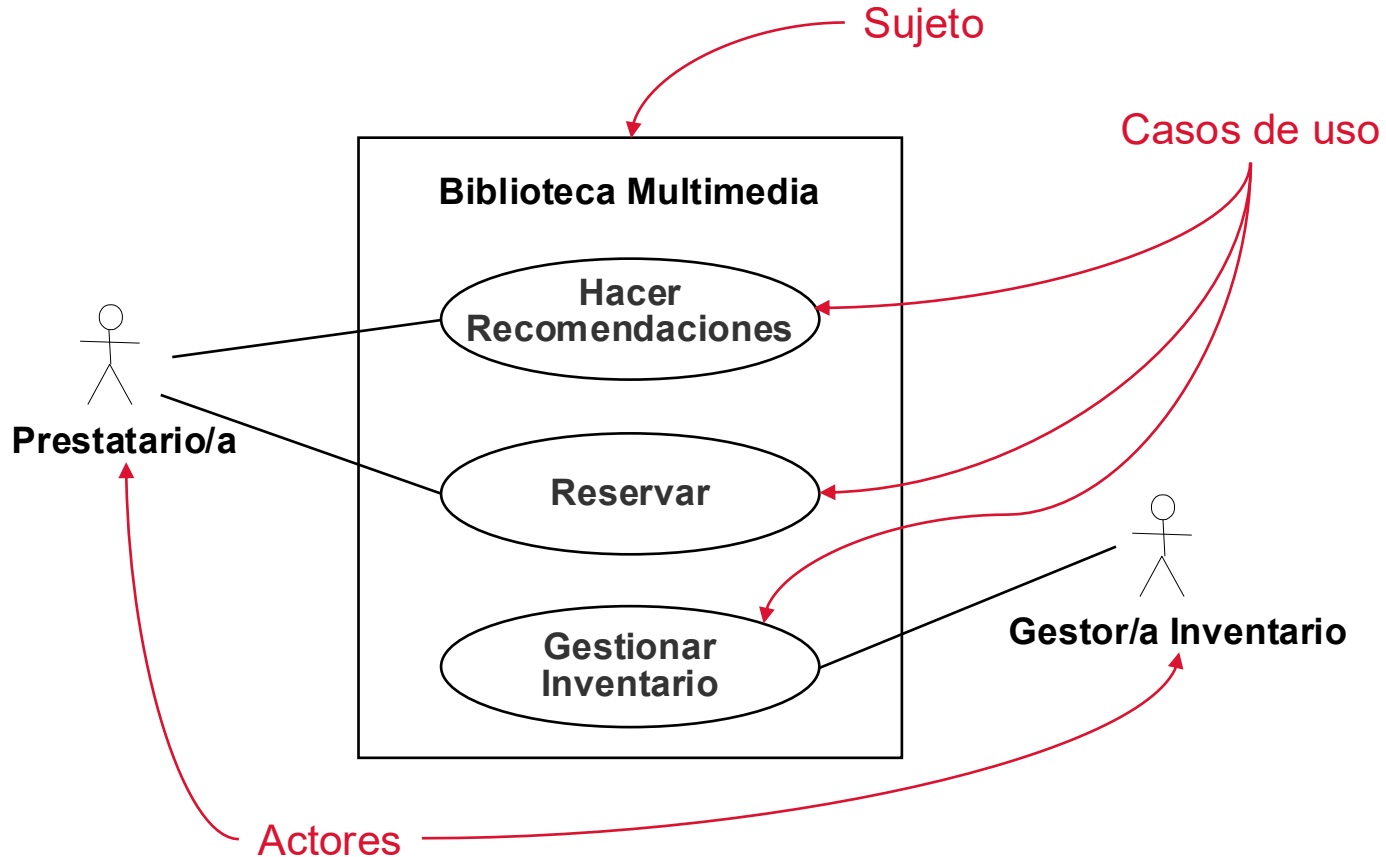 Sujeto
Casos de uso
Biblioteca Multimedia
Hacer
Recomendaciones
Prestatario/a
Reservar
Gestor/a Inventario
Gestionar
Inventario
Actores